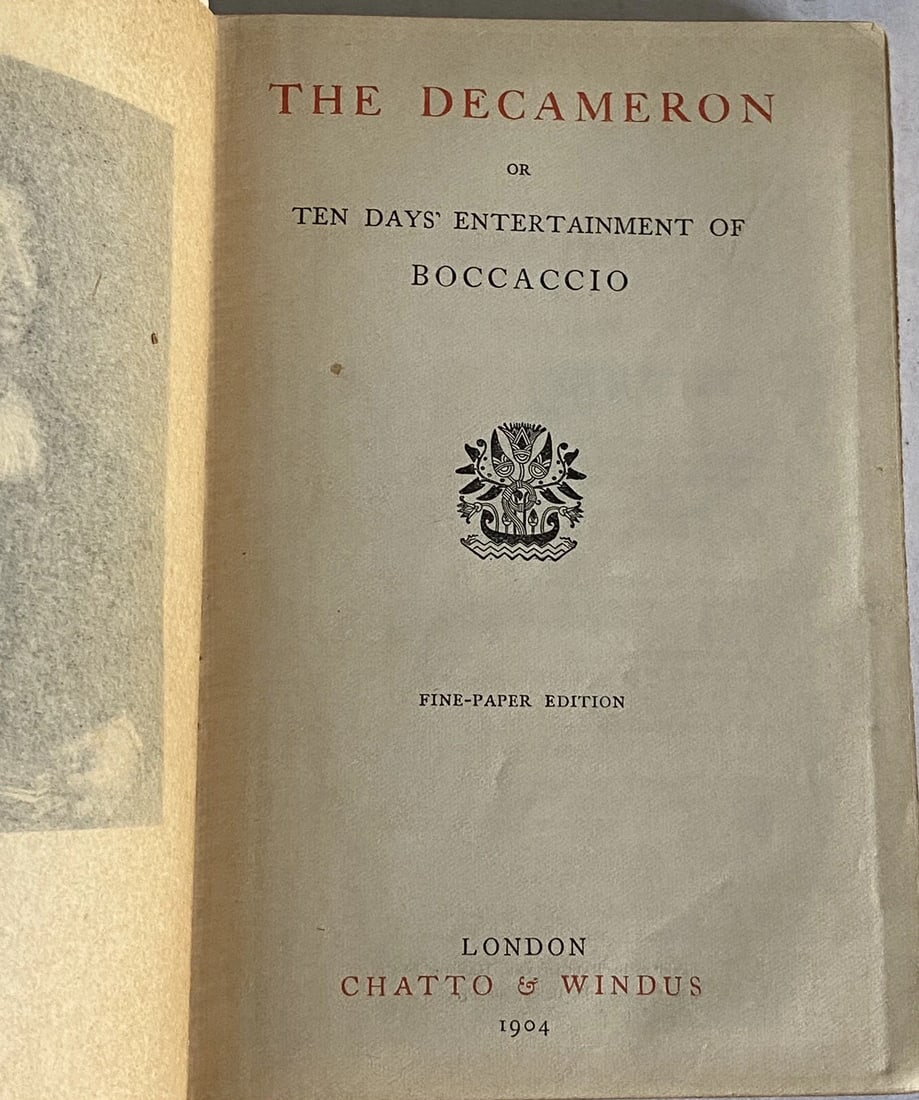 THE DECAMERON
OR
TEN DAYS' ENTERTAINMENT OF
BOCCACCIO
FINE-PAPER EDITION
LONDON
CHATTO & WINDUS
1904